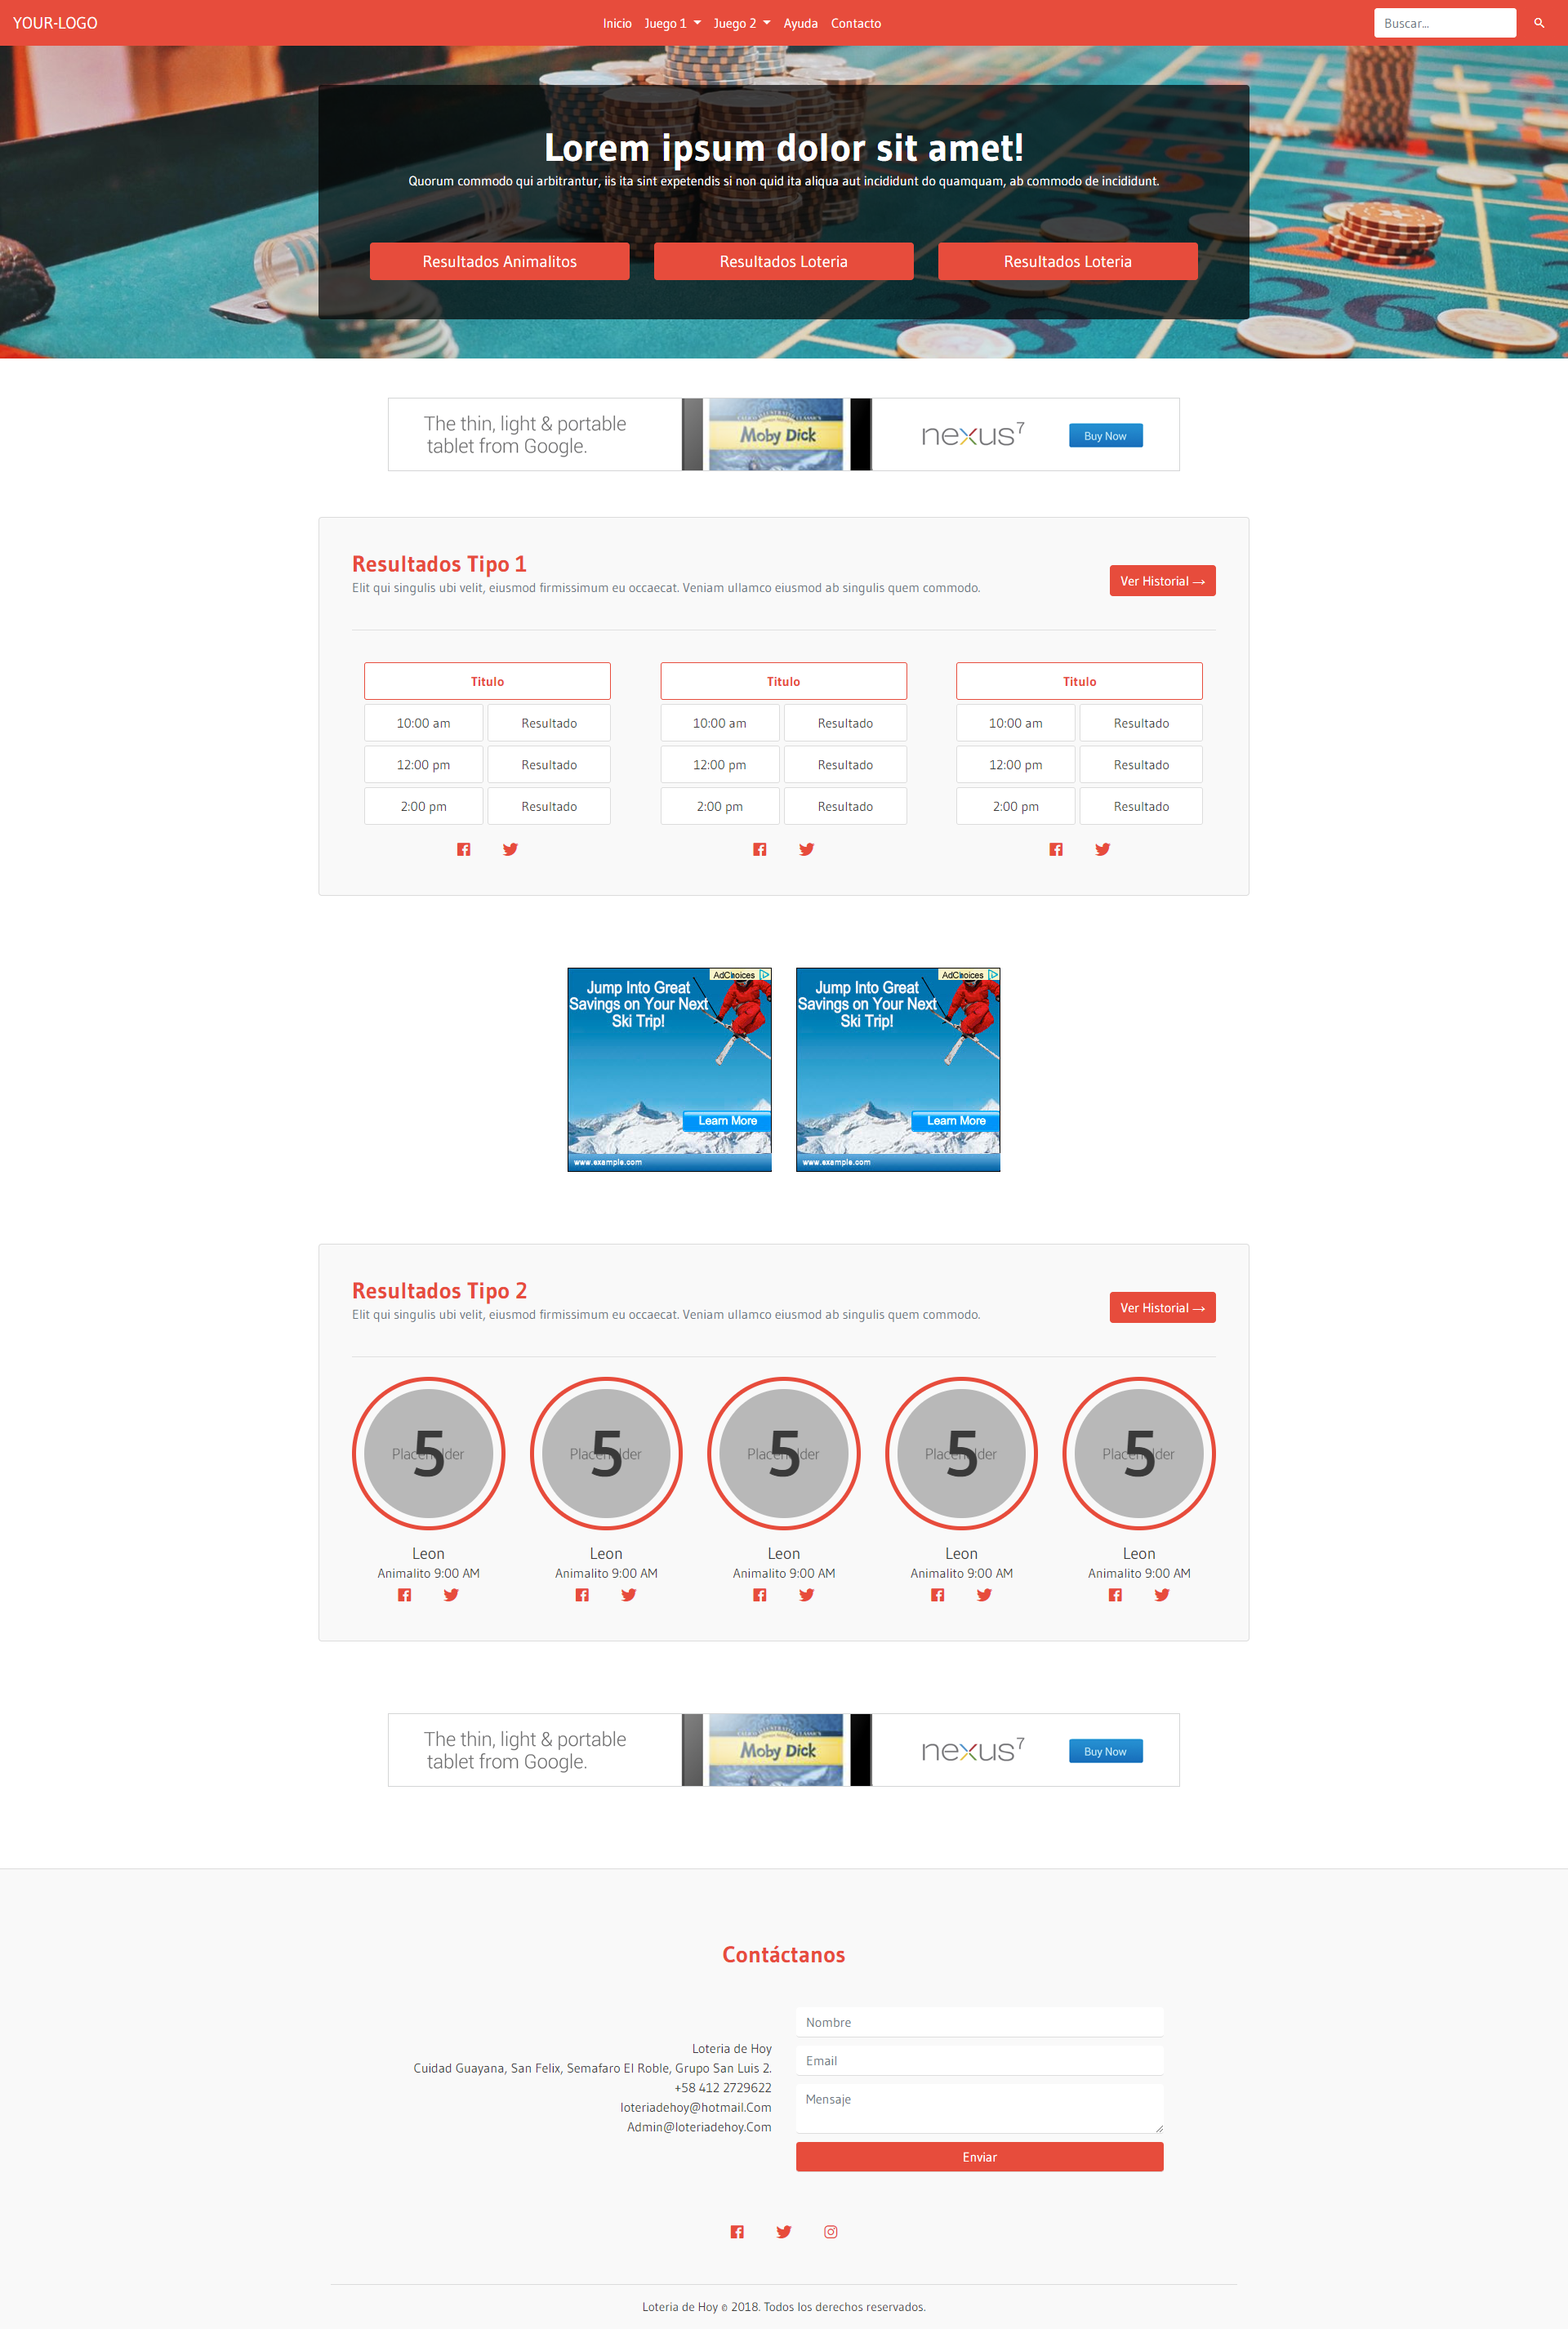 YOUR-LOGO
Inicio
Juego 1
Juego 2
Ayuda
Contacto
Buscar...
Lorem ipsum dolor sit amet!
Quorum commodo qui arbitrantur, iis ita sint expetendis si non quid ita aliqua aut incididunt do quamquam, ab commodo de incididunt.
Resultados Animalitos
Resultados Loteria
Resultados Loteria
The thin, light & portable
tablet from Google.
Moby Dick
nexus7
Buy Now
Resultados Tipo 1
Elit qui singulis ubi velit, eiusmod firmissimum eu occaecat. Veniam ullamco eiusmod ab singulis quem commodo.
Ver Historial →
Titulo
10:00 am Resultado
12:00 pm Resultado
2:00 pm Resultado
Titulo
10:00 am Resultado
12:00 pm Resultado
2:00 pm Resultado
Titulo
10:00 am Resultado
12:00 pm Resultado
2:00 pm Resultado
AdChoices
Jump Into Great
Savings on Your Next
Ski Trip!
Learn More
www.example.com
AdChoices
Jump Into Great
Savings on Your Next
Ski Trip!
Learn More
www.example.com
Resultados Tipo 2
Elit qui singulis ubi velit, eiusmod firmissimum eu occaecat. Veniam ullamco eiusmod ab singulis quem commodo.
Ver Historial →
Placeholder
5
Leon
Animalito 9:00 AM
Placeholder
5
Leon
Animalito 9:00 AM
Placeholder
5
Leon
Animalito 9:00 AM
Placeholder
5
Leon
Animalito 9:00 AM
Placeholder
5
Leon
Animalito 9:00 AM
The thin, light & portable
tablet from Google.
Moby Dick
nexus7
Buy Now
Contáctanos
Loteria de Hoy
Cuidad Guayana, San Felix, Semafaro El Roble, Grupo San Luis 2.
+58 412 2729622
loteriadehoy@hotmail.Com
Admin@loteriadehoy.Com
Nombre
Email
Mensaje
Enviar
Loteria de Hoy © 2018. Todos los derechos reservados.